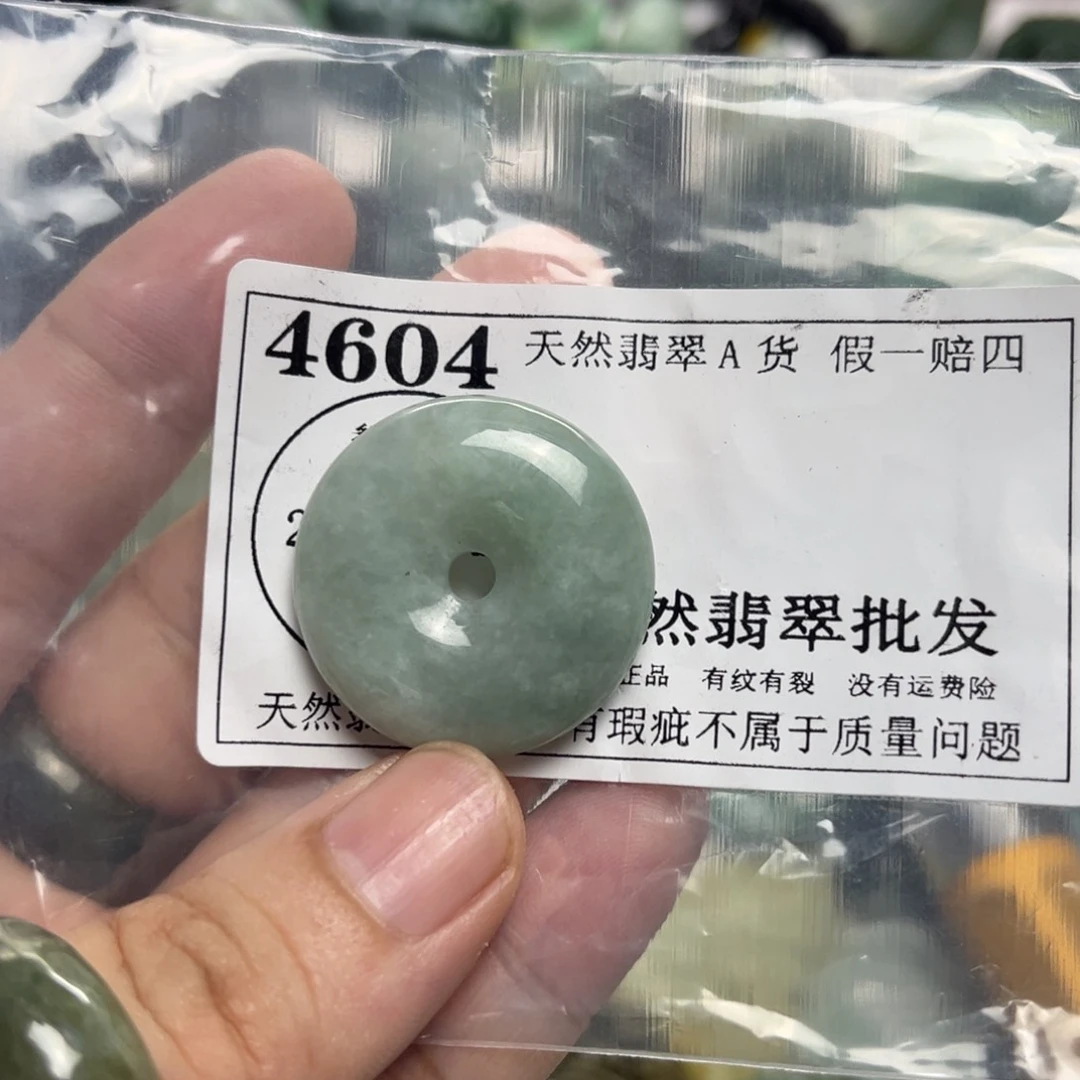 4604 天然翡翠A货 假一赔四
2
然翡翠批发
正品 有纹有裂 没有运费险
天然翡 有瑕疵不属于质量问题